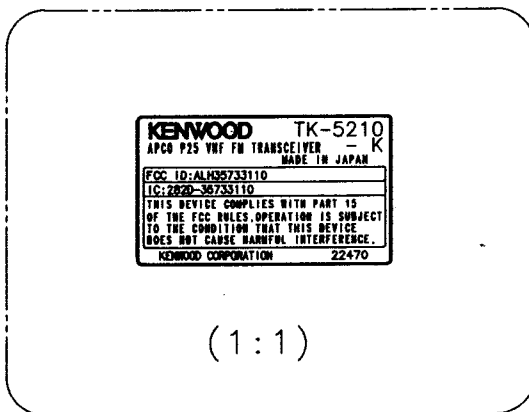 KENWOOD TK-5210
APCO P25 VHF FM TRANSCEIVER - K
MADE IN JAPAN
FCC ID:ALH35733110
IC:282D-35733110
THIS DEVICE COMPLIES WITH PART 15
OF THE FCC RULES.OPERATION IS SUBJECT
TO THE CONDITION THAT THIS DEVICE
DOES NOT CAUSE HARMFUL INTERFERENCE.
KENWOOD CORPORATION 22470
(1:1)